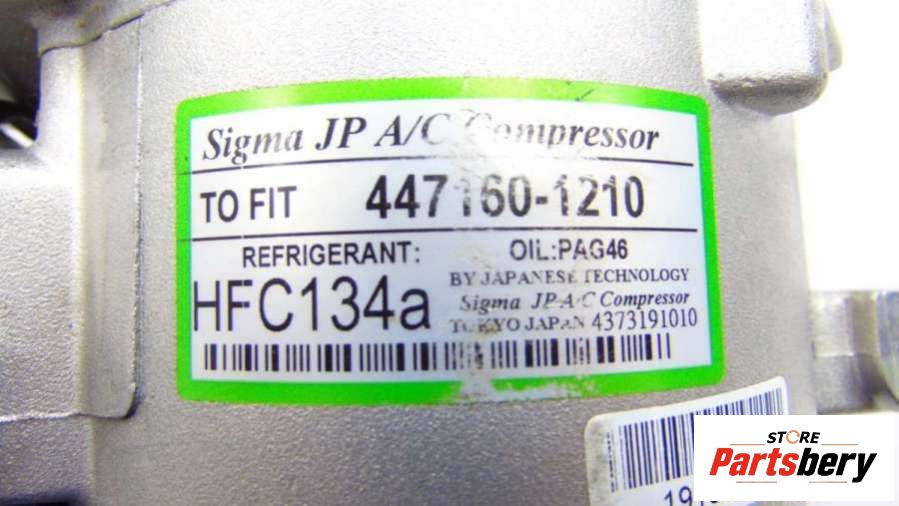 Sigma JP A/C Compressor
TO FIT 447160-1210
REFRIGERANT: OIL:PAG46
HFC134a
BY JAPANESE TECHNOLOGY
Sigma JP A/C Compressor
TOKYO JAPAN 4373191010
STORE
Partsbery